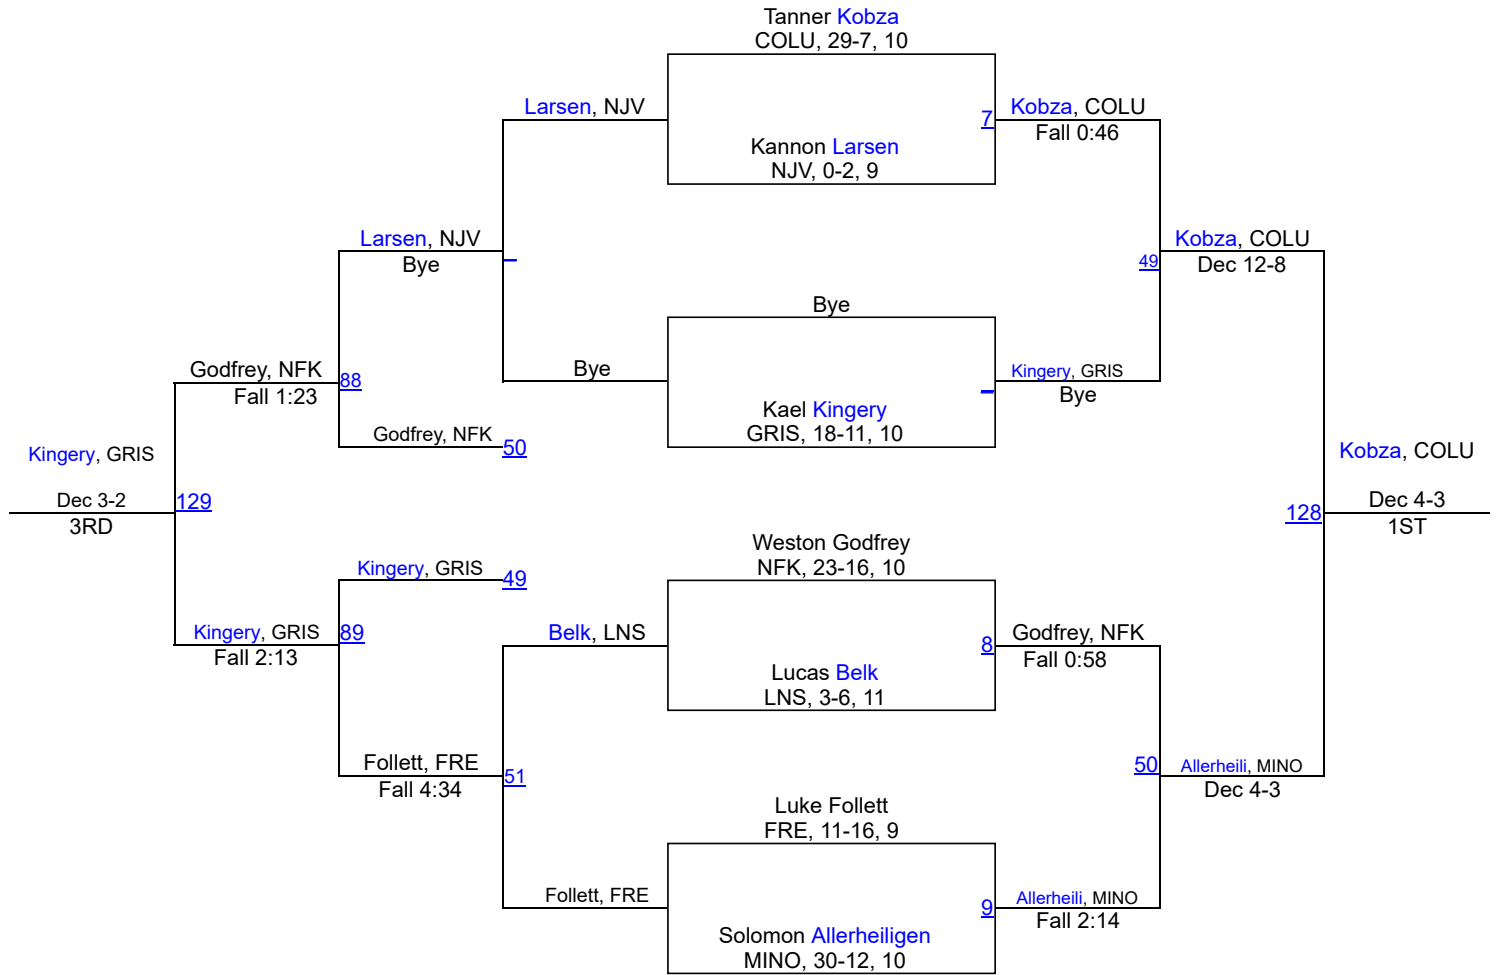 Tanner Kobza
COLU, 29-7, 10
Larsen, NJV
7
Kobza, COLU
Fall 0:46
Kannon Larsen
NJV, 0-2, 9
Larsen, NJV
Bye
Kobza, COLU
49
Dec 12-8
Bye
Godfrey, NFK
88
Fall 1:23
Bye
Kingery, GRIS
Bye
Kael Kingery
GRIS, 18-11, 10
Godfrey, NFK
50
Kingery, GRIS
Kobza, COLU
Dec 3-2
129
3RD
128
Dec 4-3
1ST
Weston Godfrey
NFK, 23-16, 10
Kingery, GRIS
49
Kingery, GRIS
89
Fall 2:13
Belk, LNS
8
Godfrey, NFK
Fall 0:58
Lucas Belk
LNS, 3-6, 11
Follett, FRE
51
Fall 4:34
50
Allerheili, MINO
Dec 4-3
Luke Follett
FRE, 11-16, 9
Follett, FRE
9
Allerheili, MINO
Fall 2:14
Solomon Allerheiligen
MINO, 30-12, 10